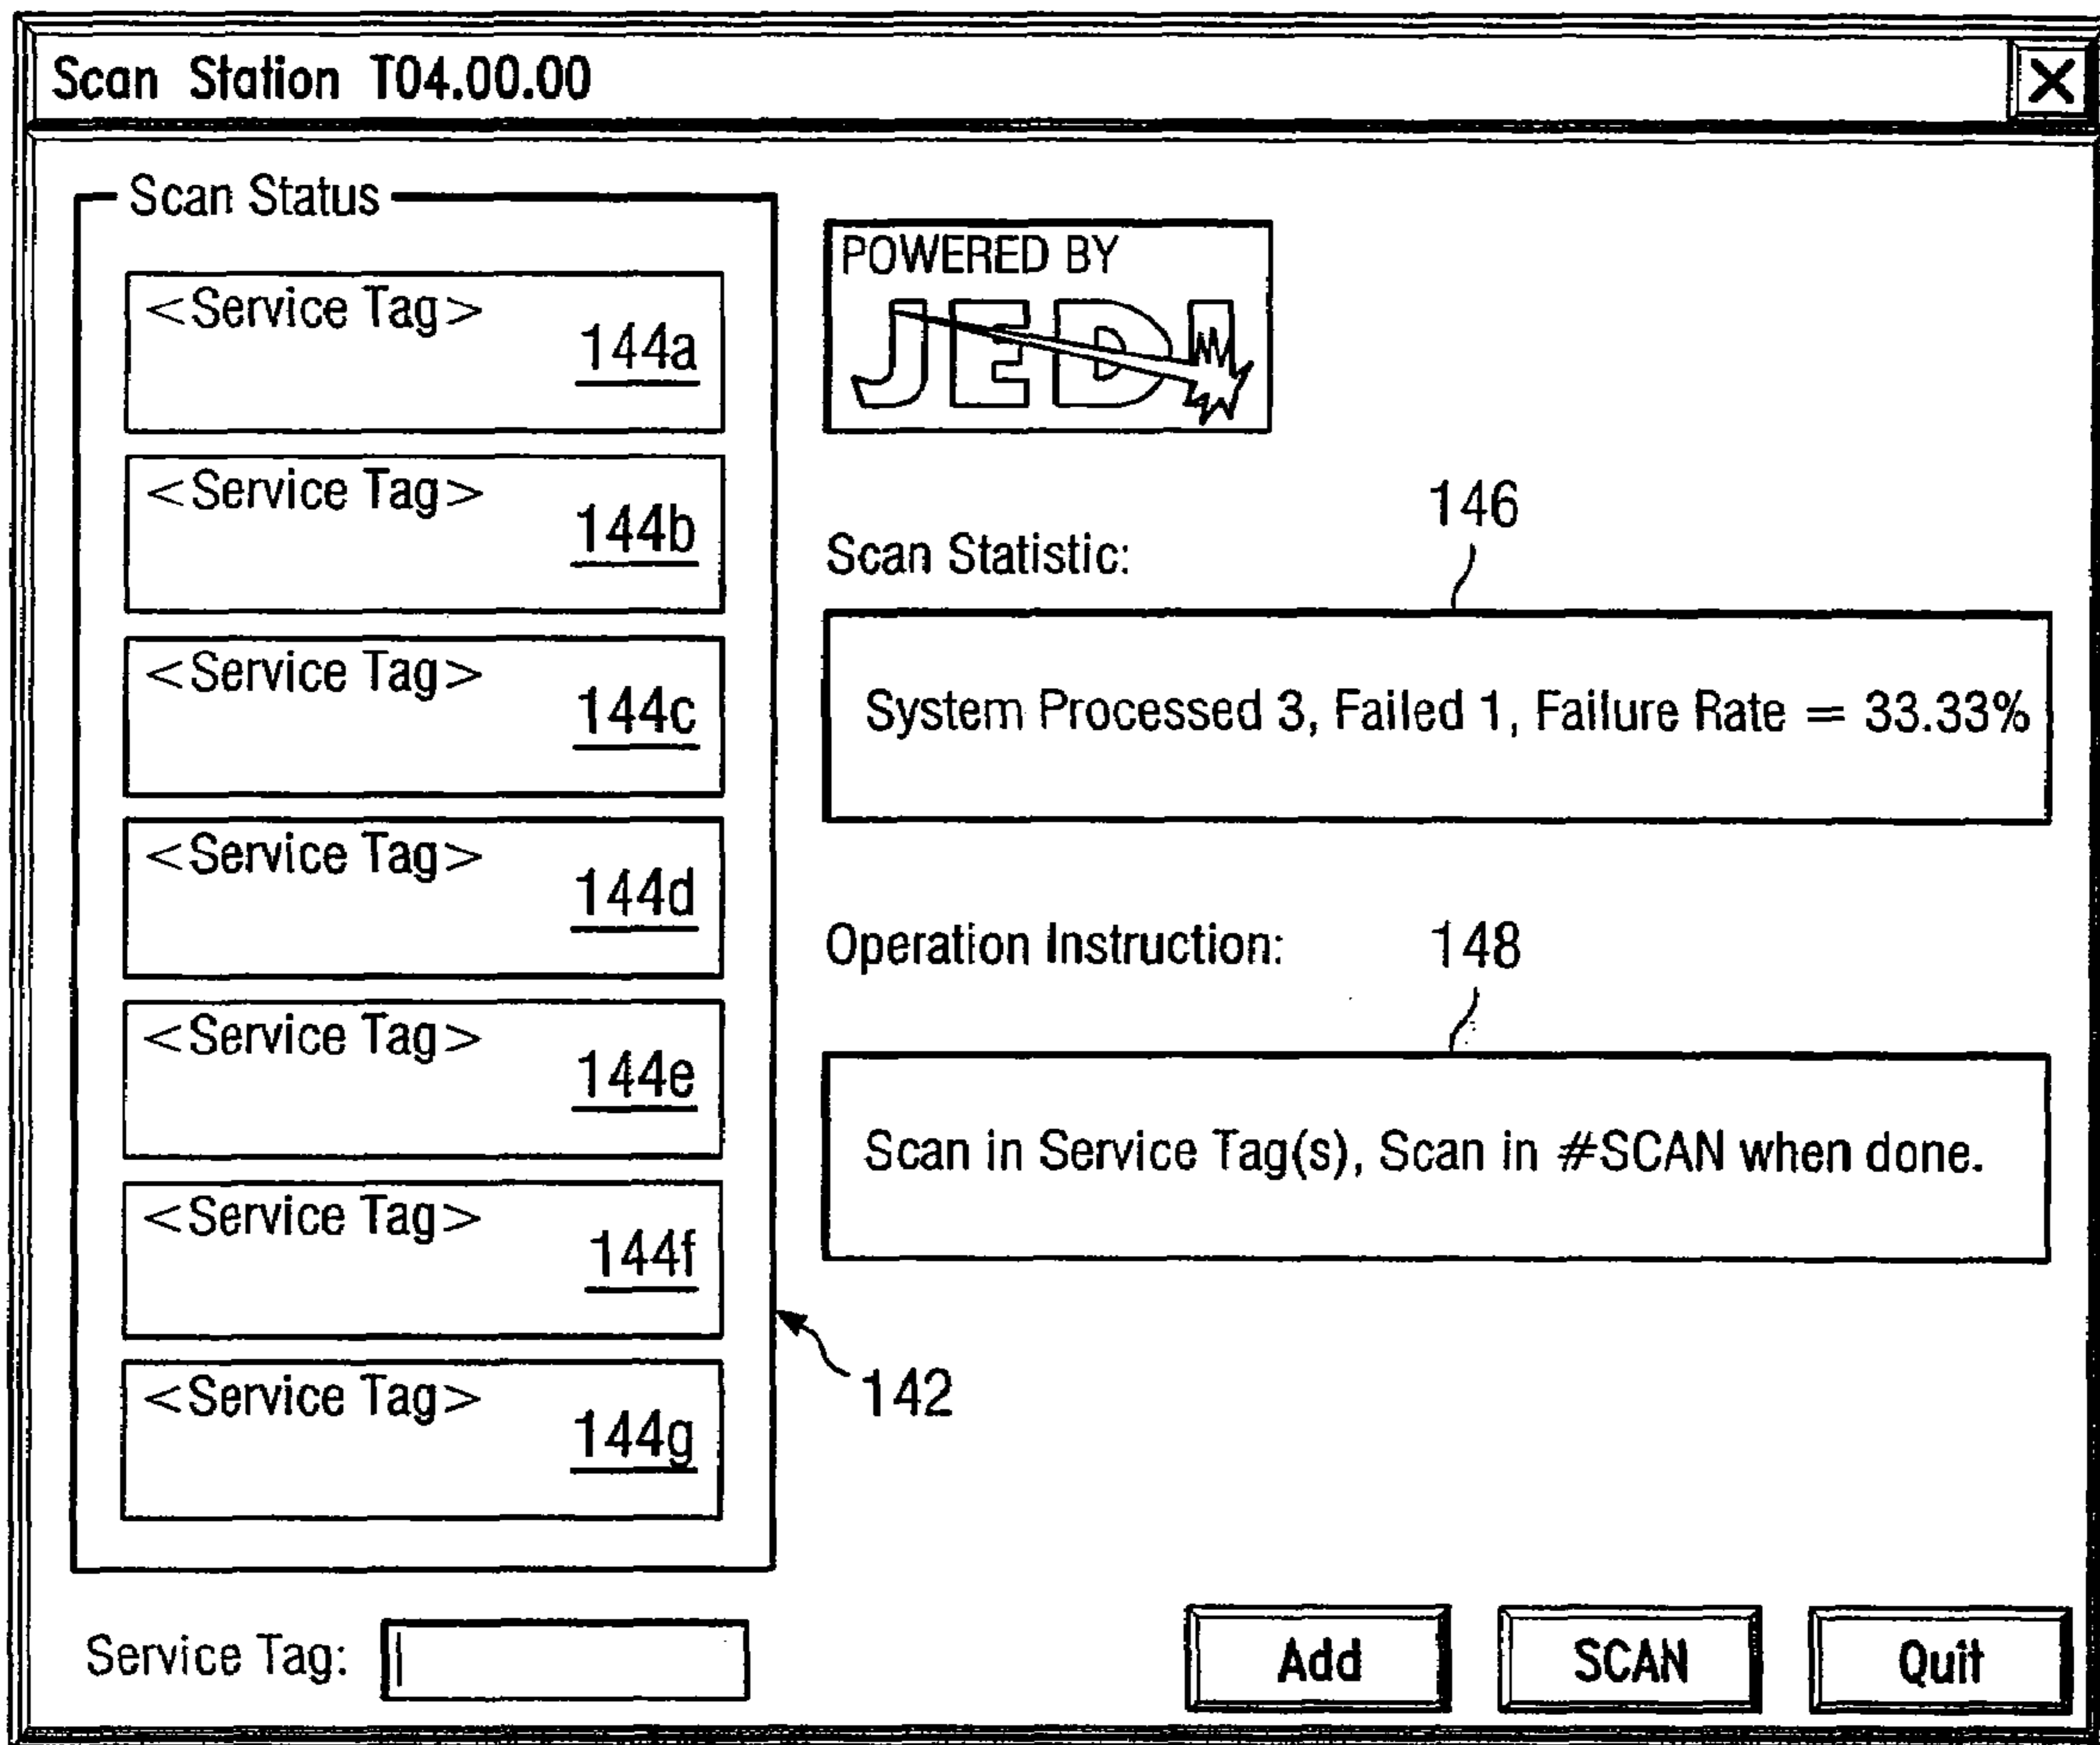 Scan Station T04.00.00
X
Scan Status
<Service Tag>
144a
<Service Tag>
144b
<Service Tag>
144c
<Service Tag>
144d
<Service Tag>
144e
<Service Tag>
144f
<Service Tag>
144g
142
POWERED BY
JEDI
146
Scan Statistic:
System Processed 3, Failed 1, Failure Rate = 33.33%
Operation Instruction:
148
Scan in Service Tag(s), Scan in #SCAN when done.
Service Tag:
Add
SCAN
Quit